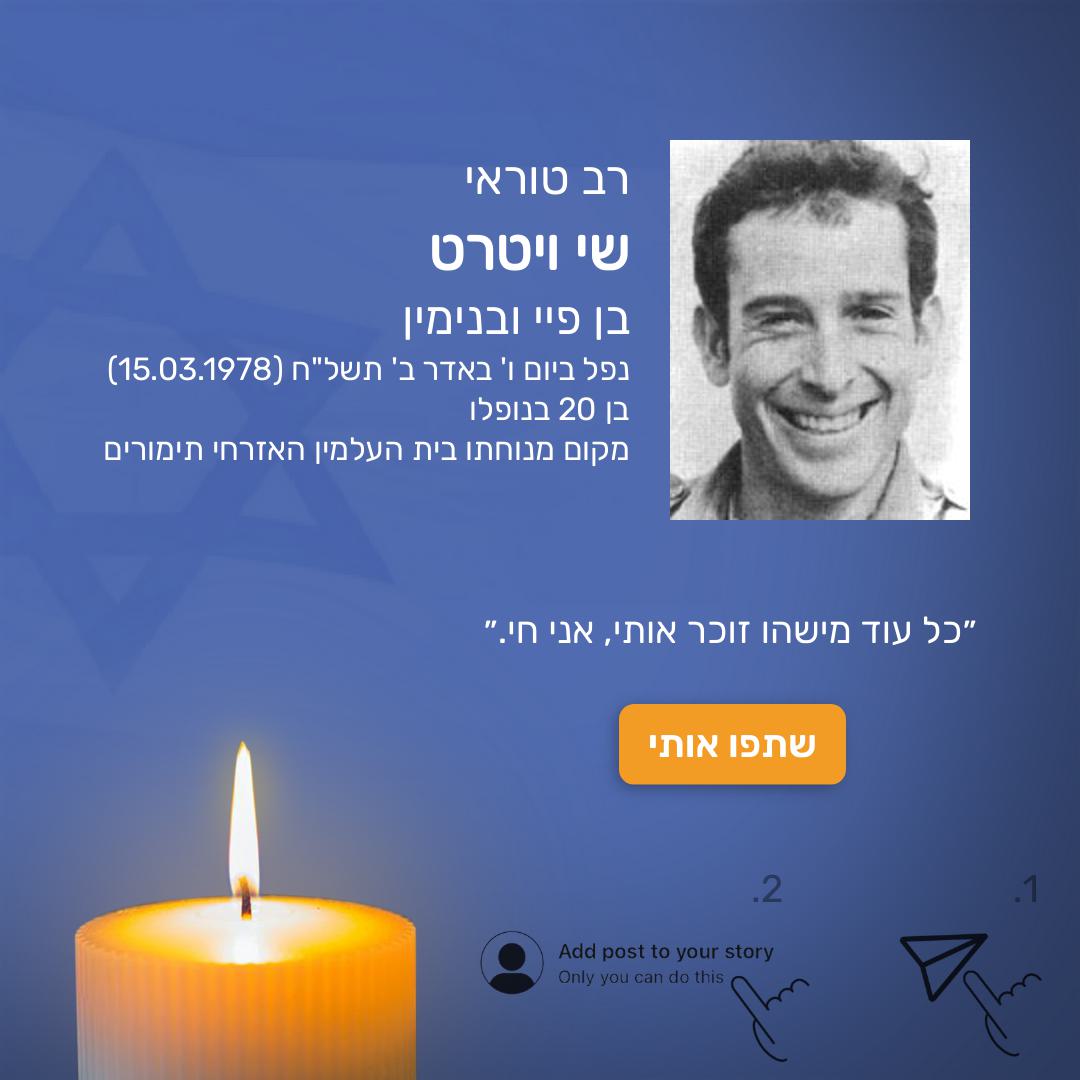 רב טוראי
שי ויטרט
בן פיי ובנימין
נפל ביום ו' באדר ב' תשל"ח (15.03.1978)
בן 20 בנופלו
מקום מנוחתו בית העלמין האזרחי תימורים
״כל עוד מישהו זוכר אותי, אני חי.״
שתפו אותי
1.
2.
Add post to your story
Only you can do this